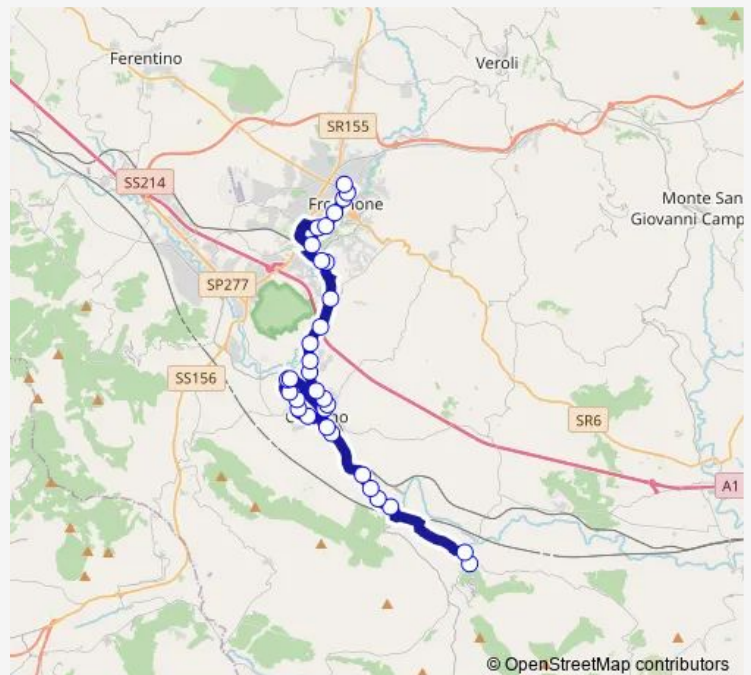 Ferentino
Veroli
SR155
SS214
Monte San
Giovanni Camp
SP277
SS156
SR6
A1
© OpenStreetMap contributors